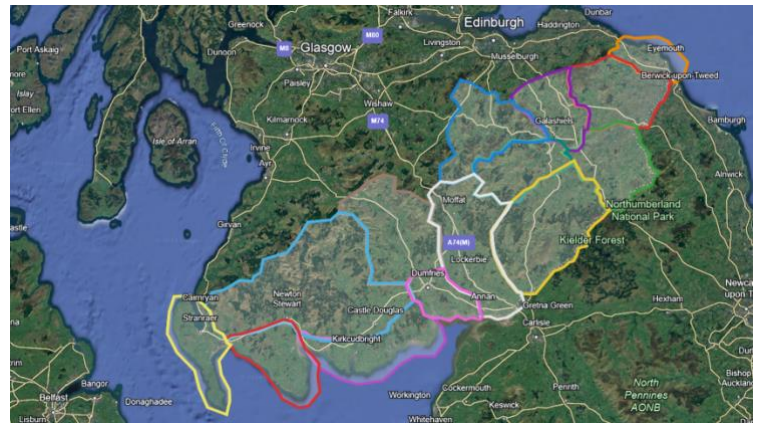 Greenock
Falkirk
Edinburgh
Dunbar
Haddington
Port Askaig
Dunoon
M8
Glasgow
M80
Livingston
Musselburgh
Eyemouth
Islay
Paisley
Berwick-upon-Tweed
Port Ellen
Wishaw
Kilmarnock
M74
Galashiels
Bamburgh
Isle of Arran
Irvine
Ayr
Alnwick
Moffat
Northumberland
National Park
Girvan
A74(M)
Kielder Forest
Lockerbie
Dumfries
Cairnryan
Newton
Stewart
Annan
Gretna Green
Hexham
Castle Douglas
Stranraer
Carlisle
Kirkcudbright
Bangor
Belfast
Donaghadee
Workington
Cockermouth
Penrith
North
Pennines
AONB
Bishop
Auckland
Lisburn
Keswick
Whitehaven